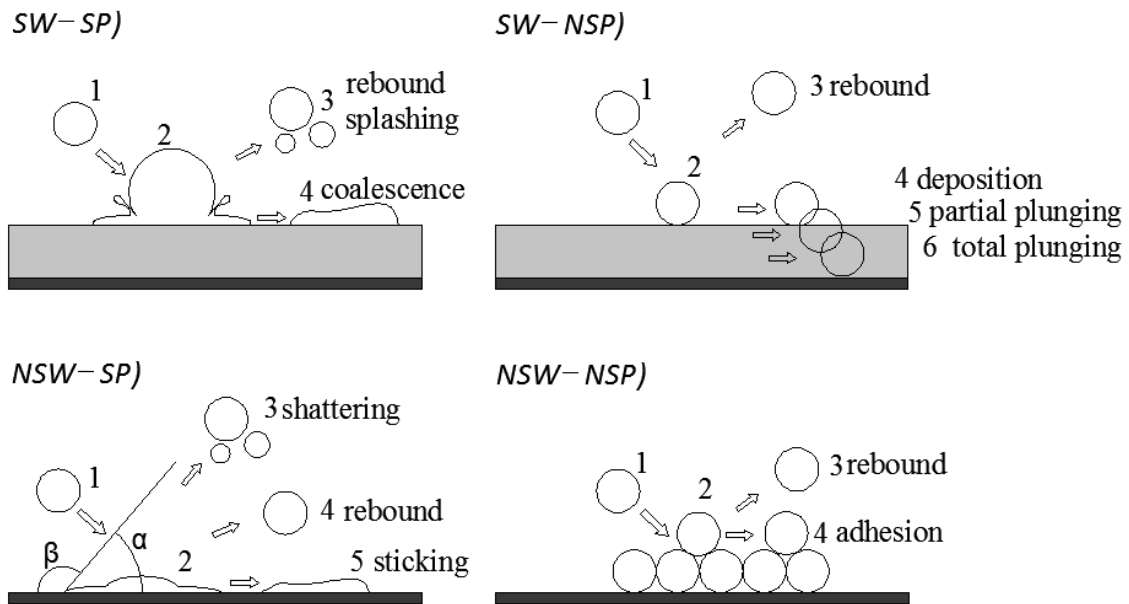 SW–SP)
1
2
3 rebound
splashing
4 coalescence
SW–NSP)
1
2
3 rebound
4 deposition
5 partial plunging
6 total plunging
NSW–SP)
1
2
3 shattering
4 rebound
5 sticking
β
α
NSW–NSP)
1
2
3 rebound
4 adhesion